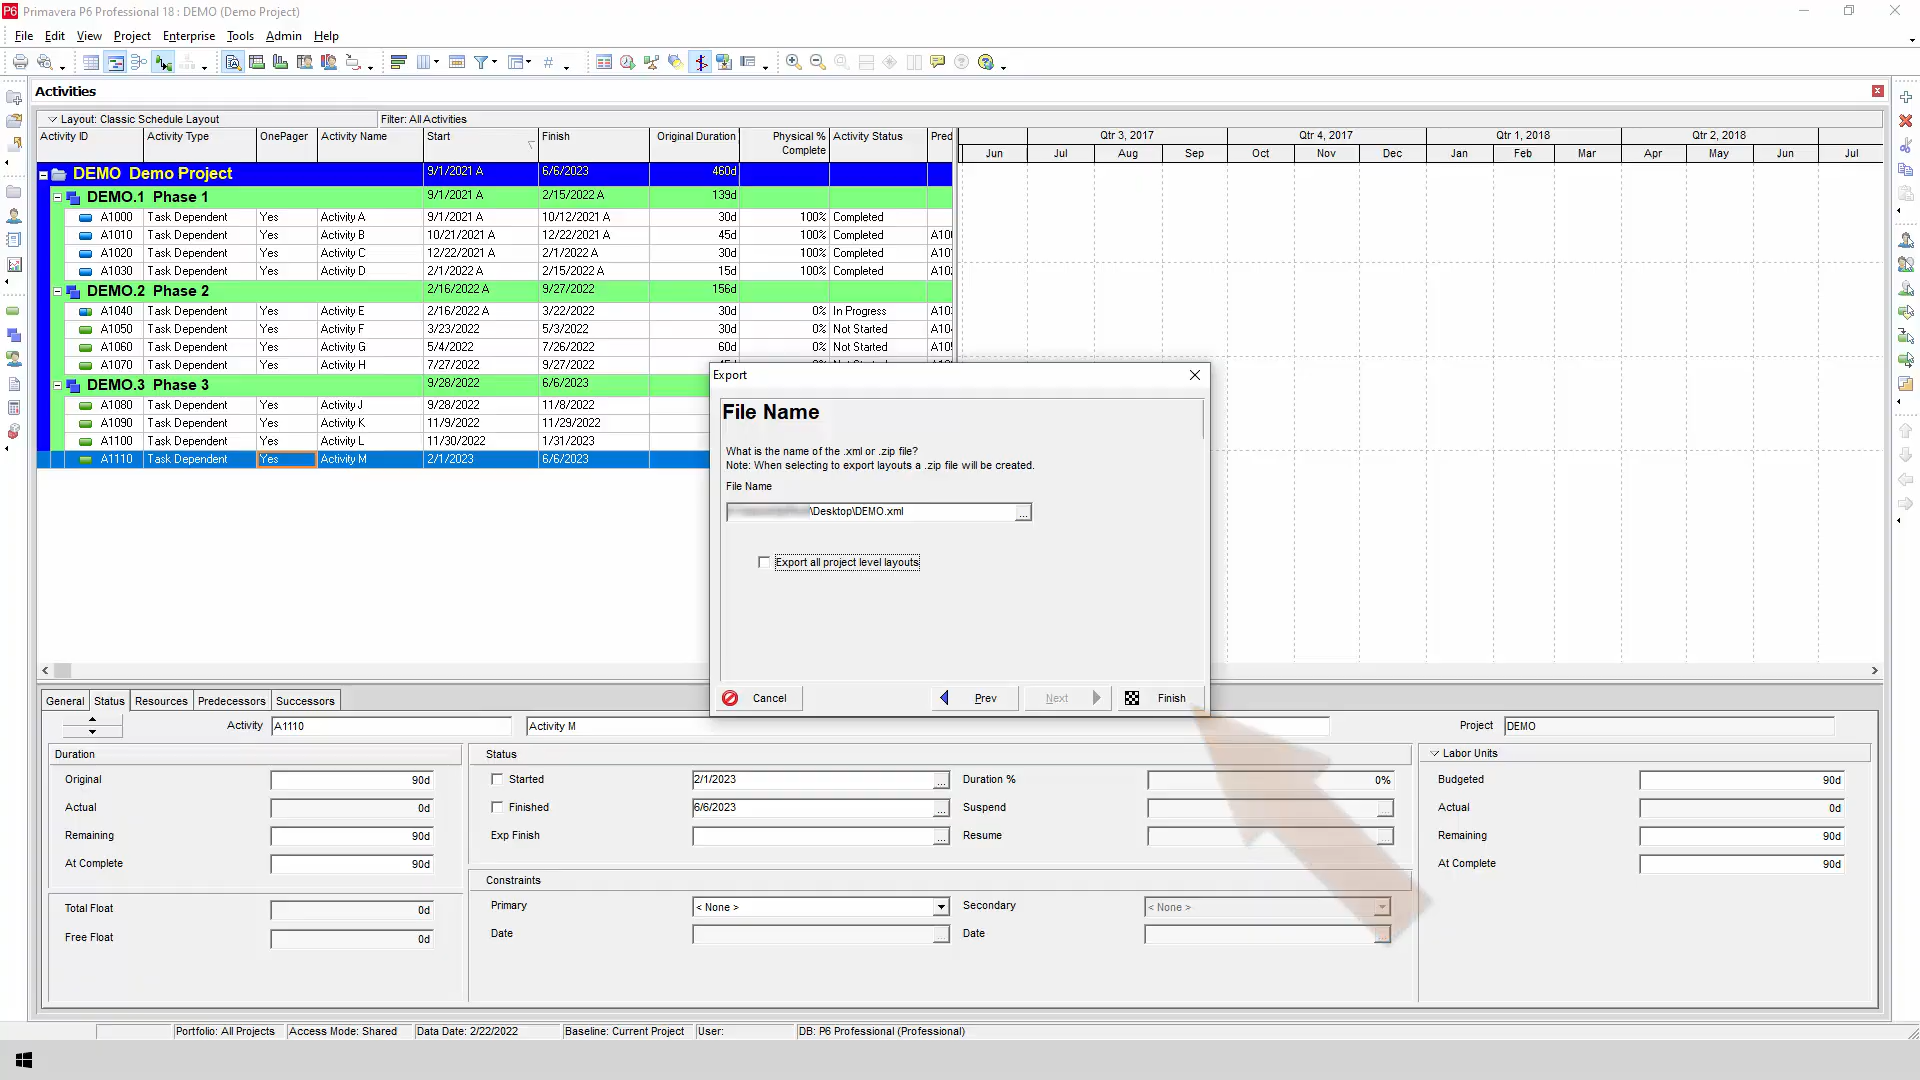 P6 Primavera P6 Professional 18 : DEMO (Demo Project)
File Edit View Project Enterprise Tools Admin Help
Activities
Layout: Classic Schedule Layout Filter: All Activities
Activity ID Activity Type OnePager Activity Name Start Finish Original Duration Physical % Complete Activity Status Pred
Qtr 3, 2017 Qtr 4, 2017 Qtr 1, 2018 Qtr 2, 2018
Jun Jul Aug Sep Oct Nov Dec Jan Feb Mar Apr May Jun Jul
DEMO Demo Project 9/1/2021 A 6/6/2023 460d
DEMO.1 Phase 1 9/1/2021 A 2/15/2022 A 139d
A1000 Task Dependent Yes Activity A 9/1/2021 A 10/12/2021 A 30d 100% Completed
A1010 Task Dependent Yes Activity B 10/21/2021 A 12/22/2021 A 45d 100% Completed A10
A1020 Task Dependent Yes Activity C 12/22/2021 A 2/1/2022 A 30d 100% Completed A10
A1030 Task Dependent Yes Activity D 2/1/2022 A 2/15/2022 A 15d 100% Completed A10
DEMO.2 Phase 2 2/16/2022 A 9/27/2022 156d
A1040 Task Dependent Yes Activity E 2/16/2022 A 3/22/2022 30d 0% In Progress A10
A1050 Task Dependent Yes Activity F 3/23/2022 5/3/2022 30d 0% Not Started A10
A1060 Task Dependent Yes Activity G 5/4/2022 7/26/2022 60d 0% Not Started A10
A1070 Task Dependent Yes Activity H 7/27/2022 9/27/2022
DEMO.3 Phase 3 9/28/2022 6/6/2023
A1080 Task Dependent Yes Activity J 9/28/2022 11/8/2022
A1090 Task Dependent Yes Activity K 11/9/2022 11/29/2022
A1100 Task Dependent Yes Activity L 11/30/2022 1/31/2023
A1110 Task Dependent Yes Activity M 2/1/2023 6/6/2023
Export
File Name
What is the name of the .xml or .zip file?
Note: When selecting to export layouts a .zip file will be created.
File Name
\Desktop\DEMO.xml ...
Export all project level layouts
Cancel Prev Next Finish
General Status Resources Predecessors Successors
Activity A1110 Activity M Project DEMO
Duration Status Labor Units
Original 90d Started 2/1/2023 ... Duration % 0% Budgeted 90d
Actual 0d Finished 6/6/2023 ... Suspend ... Actual 0d
Remaining 90d Exp Finish ... Resume ... Remaining 90d
At Complete 90d At Complete 90d
Constraints
Total Float 0d Primary < None > Secondary < None >
Free Float 0d Date ... Date ...
Portfolio: All Projects Access Mode: Shared Data Date: 2/22/2022 Baseline: Current Project User: DB: P6 Professional (Professional)